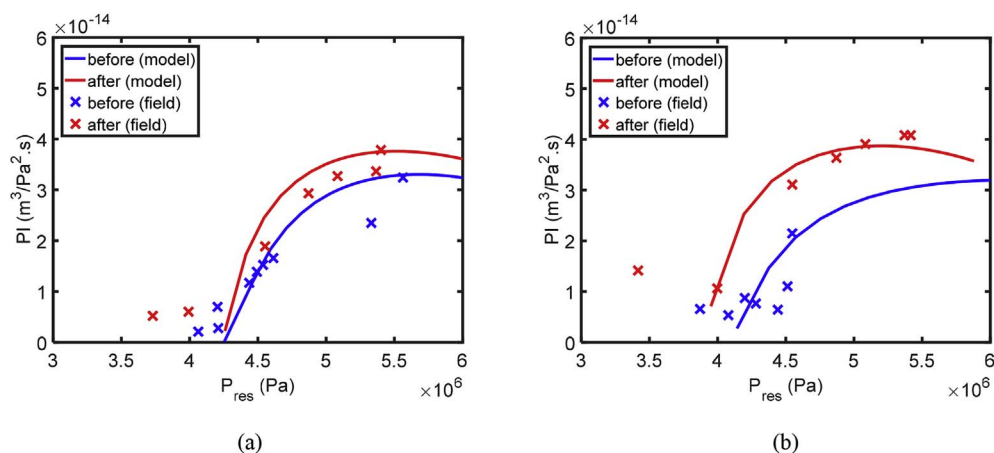 ×10⁻¹⁴
6
5
4
3
2
1
0
PI (m³/Pa².s)
before (model)
after (model)
before (field)
after (field)
3 3.5 4 4.5 5 5.5 6
P_res (Pa)
×10⁶
(a)
×10⁻¹⁴
6
5
4
3
2
1
0
PI (m³/Pa².s)
before (model)
after (model)
before (field)
after (field)
3 3.5 4 4.5 5 5.5 6
P_res (Pa)
×10⁶
(b)